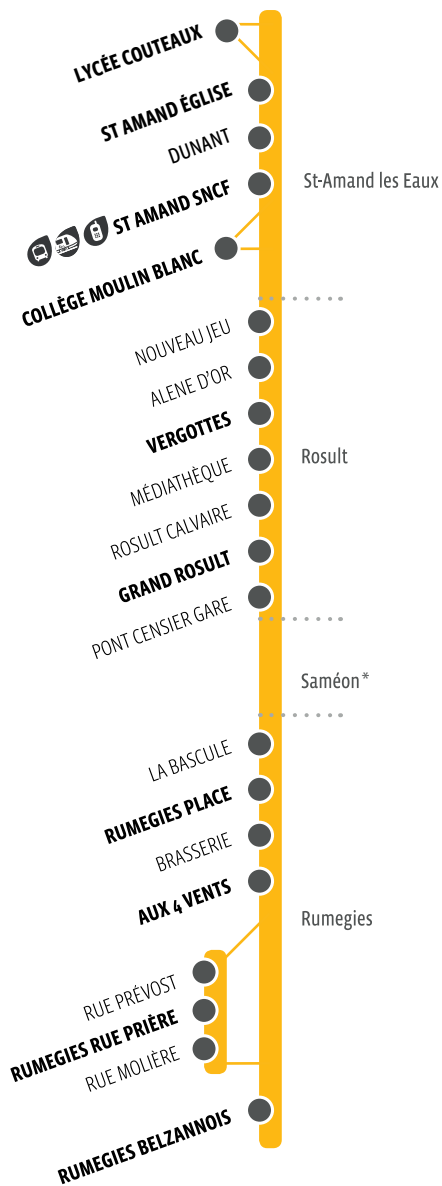 LYCÉE COUTEAUX
ST AMAND ÉGLISE
DUNANT
ST AMAND SNCF
St-Amand les Eaux
COLLÈGE MOULIN BLANC
NOUVEAU JEU
ALENE D'OR
VERGOTTES
Rosult
MÉDIATHÈQUE
ROSULT CALVAIRE
GRAND ROSULT
PONT CENSIER GARE
Saméon*
LA BASCULE
RUMEGIES PLACE
BRASSERIE
AUX 4 VENTS
Rumegies
RUE PRÉVOST
RUMEGIES RUE PRIÈRE
RUE MOLIÈRE
RUMEGIES BELZANNOIS